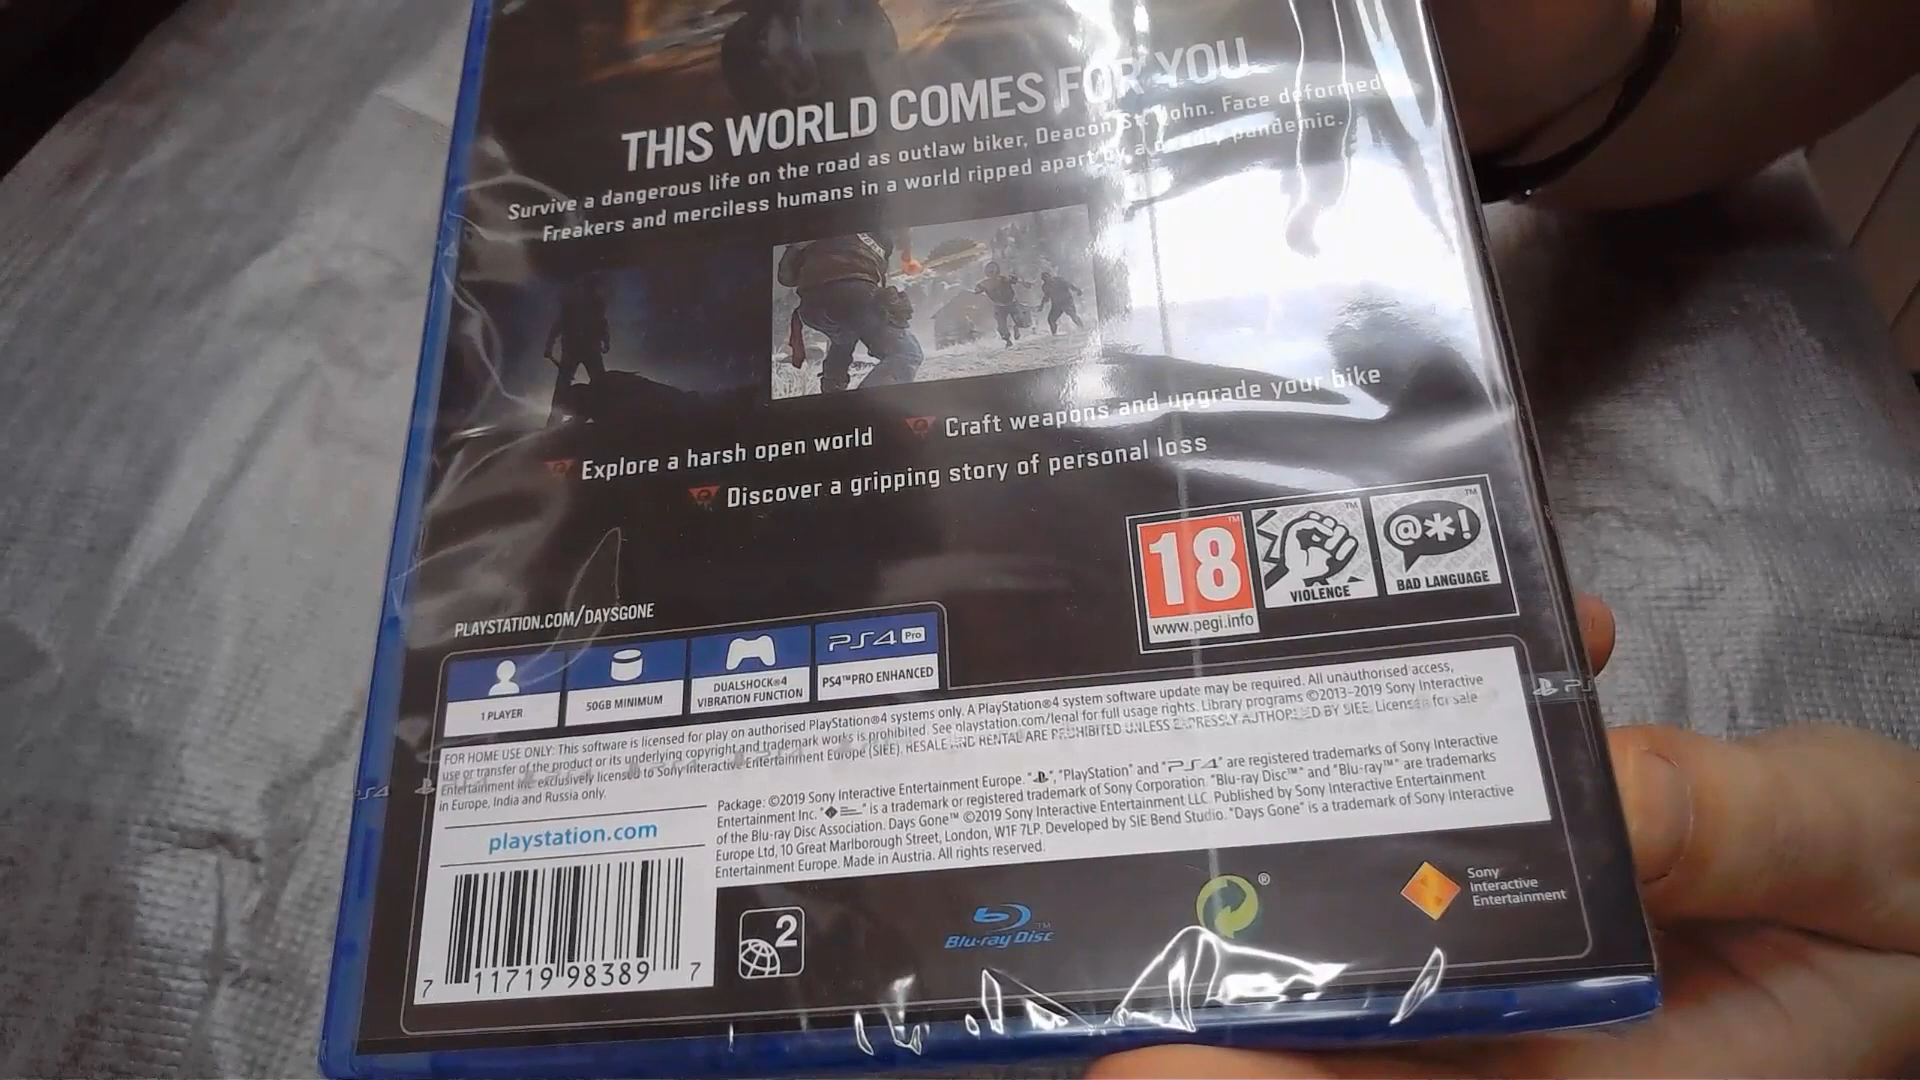 THIS WORLD COMES FOR YOU
Survive a dangerous life on the road as outlaw biker, Deacon St. John. Face deformed
Freakers and merciless humans in a world ripped apart by a deadly pandemic.
Explore a harsh open world
Craft weapons and upgrade your bike
Discover a gripping story of personal loss
18
www.pegi.info
VIOLENCE
@*!
BAD LANGUAGE
PLAYSTATION.COM/DAYSGONE
1 PLAYER
50GB MINIMUM
DUALSHOCK®4
VIBRATION FUNCTION
PS4 Pro
PS4™PRO ENHANCED
FOR HOME USE ONLY: This software is licensed for play on authorised PlayStation®4 systems only. A PlayStation®4 system software update may be required. All unauthorised access,
use or transfer of the product or its underlying copyright and trademark works is prohibited. See playstation.com/legal for full usage rights. Library programs ©2013-2019 Sony Interactive
Entertainment Inc. exclusively licensed to Sony Interactive Entertainment Europe (SIEE). RESALE AND RENTAL ARE PROHIBITED UNLESS EXPRESSLY AUTHORISED BY SIEE. Licensed for sale
in Europe, India and Russia only.
playstation.com
Package: ©2019 Sony Interactive Entertainment Europe. "", "PlayStation" and "PS4" are registered trademarks of Sony Interactive
Entertainment Inc. "" is a trademark or registered trademark of Sony Corporation. "Blu-ray Disc™" and "Blu-ray™" are trademarks
of the Blu-ray Disc Association. Days Gone™ ©2019 Sony Interactive Entertainment LLC. Published by Sony Interactive Entertainment
Europe Ltd, 10 Great Marlborough Street, London, W1F 7LP. Developed by SIE Bend Studio. "Days Gone" is a trademark of Sony Interactive
Entertainment Europe. Made in Austria. All rights reserved.
7 11719 98389 7
2
Blu-ray Disc™
®
Sony
Interactive
Entertainment
PS4